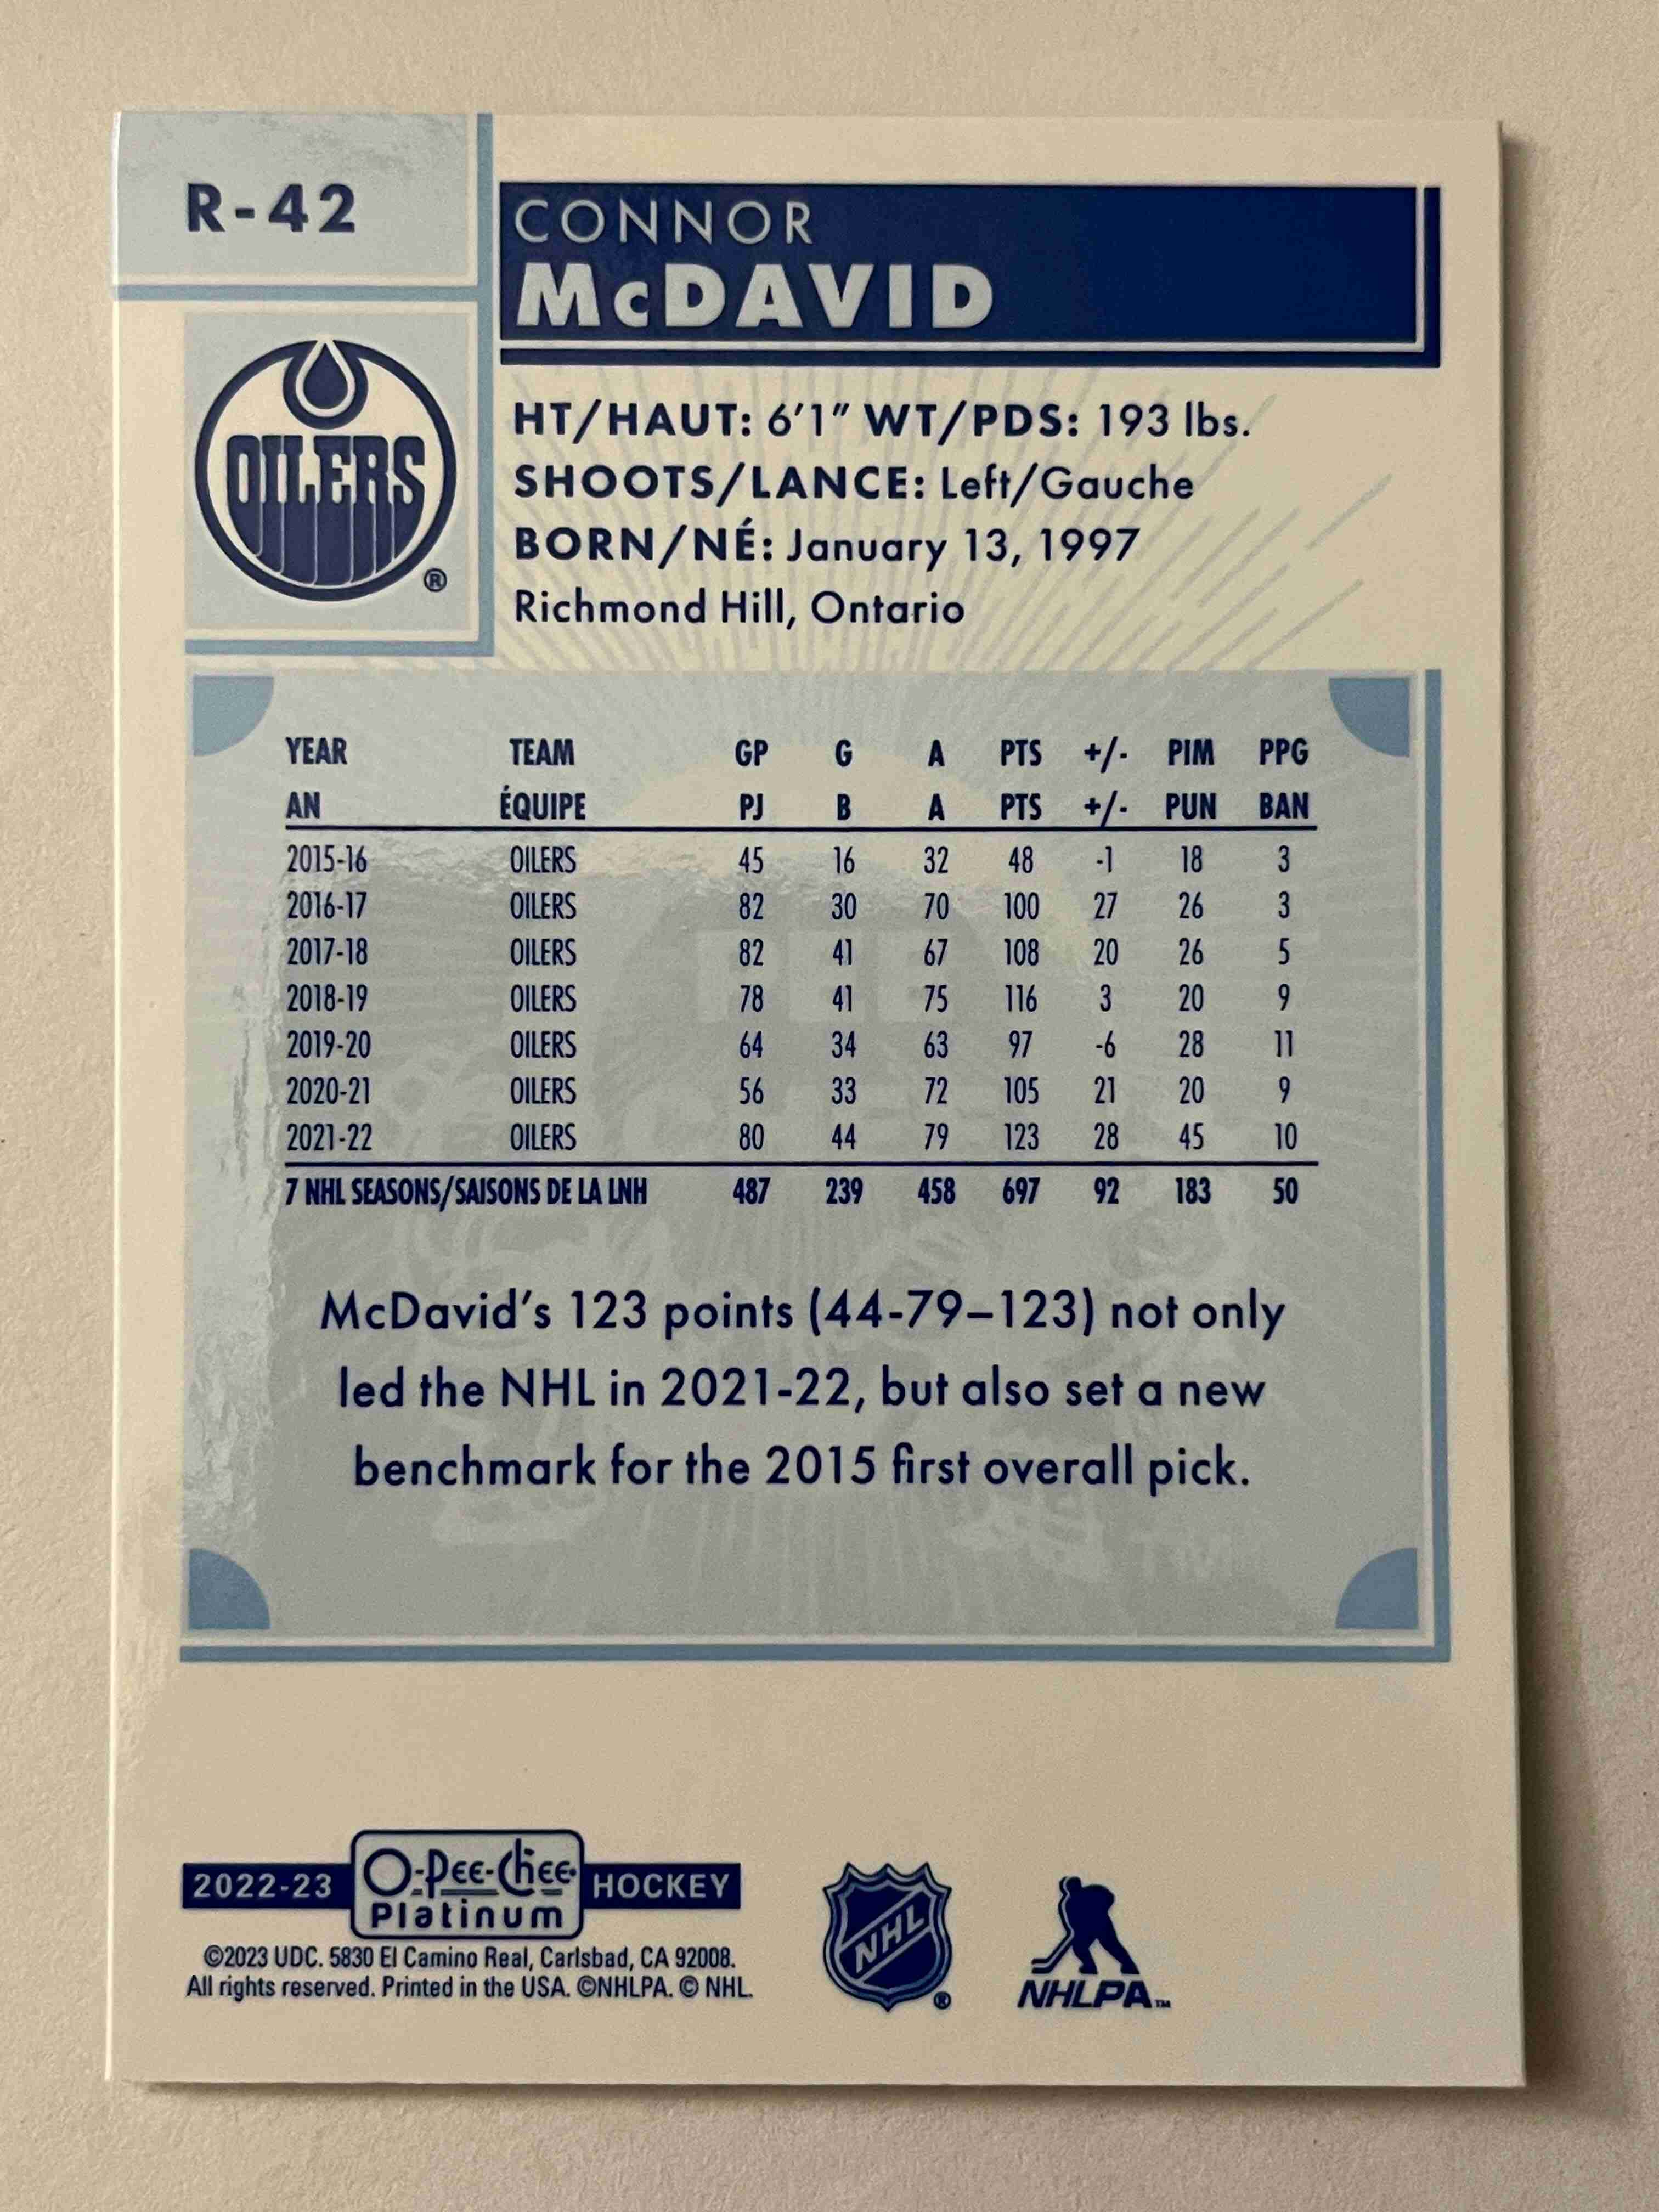 R-42
CONNOR
McDAVID
OILERS
®
HT/HAUT: 6'1" WT/PDS: 193 lbs.
SHOOTS/LANCE: Left/Gauche
BORN/NÉ: January 13, 1997
Richmond Hill, Ontario
YEAR TEAM GP G A PTS +/- PIM PPG
AN ÉQUIPE PJ B A PTS +/- PUN BAN
2015-16 OILERS 45 16 32 48 -1 18 3
2016-17 OILERS 82 30 70 100 27 26 3
2017-18 OILERS 82 41 67 108 20 26 5
2018-19 OILERS 78 41 75 116 3 20 9
2019-20 OILERS 64 34 63 97 -6 28 11
2020-21 OILERS 56 33 72 105 21 20 9
2021-22 OILERS 80 44 79 123 28 45 10
7 NHL SEASONS/SAISONS DE LA LNH 487 239 458 697 92 183 50
McDavid's 123 points (44-79–123) not only
led the NHL in 2021-22, but also set a new
benchmark for the 2015 first overall pick.
2022-23 O-Pee-Chee Platinum HOCKEY
©2023 UDC. 5830 El Camino Real, Carlsbad, CA 92008.
All rights reserved. Printed in the USA. ©NHLPA. © NHL.
NHL ®
NHLPA™